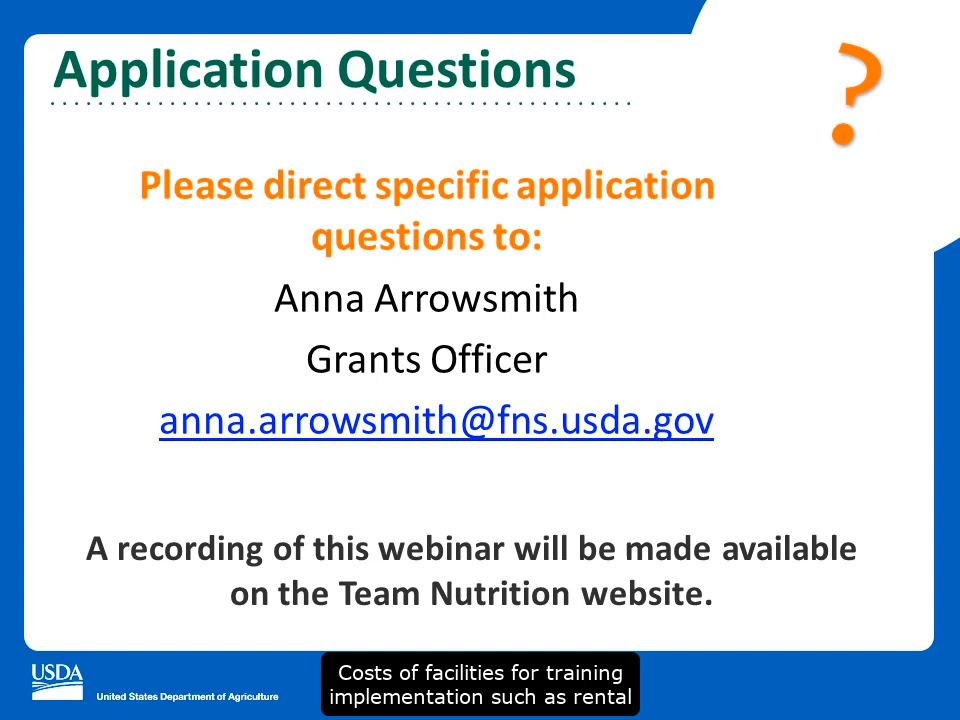 Application Questions
?
Please direct specific application
questions to:
Anna Arrowsmith
Grants Officer
anna.arrowsmith@fns.usda.gov
A recording of this webinar will be made available
on the Team Nutrition website.
USDA
United States Department of Agriculture
Costs of facilities for training
implementation such as rental